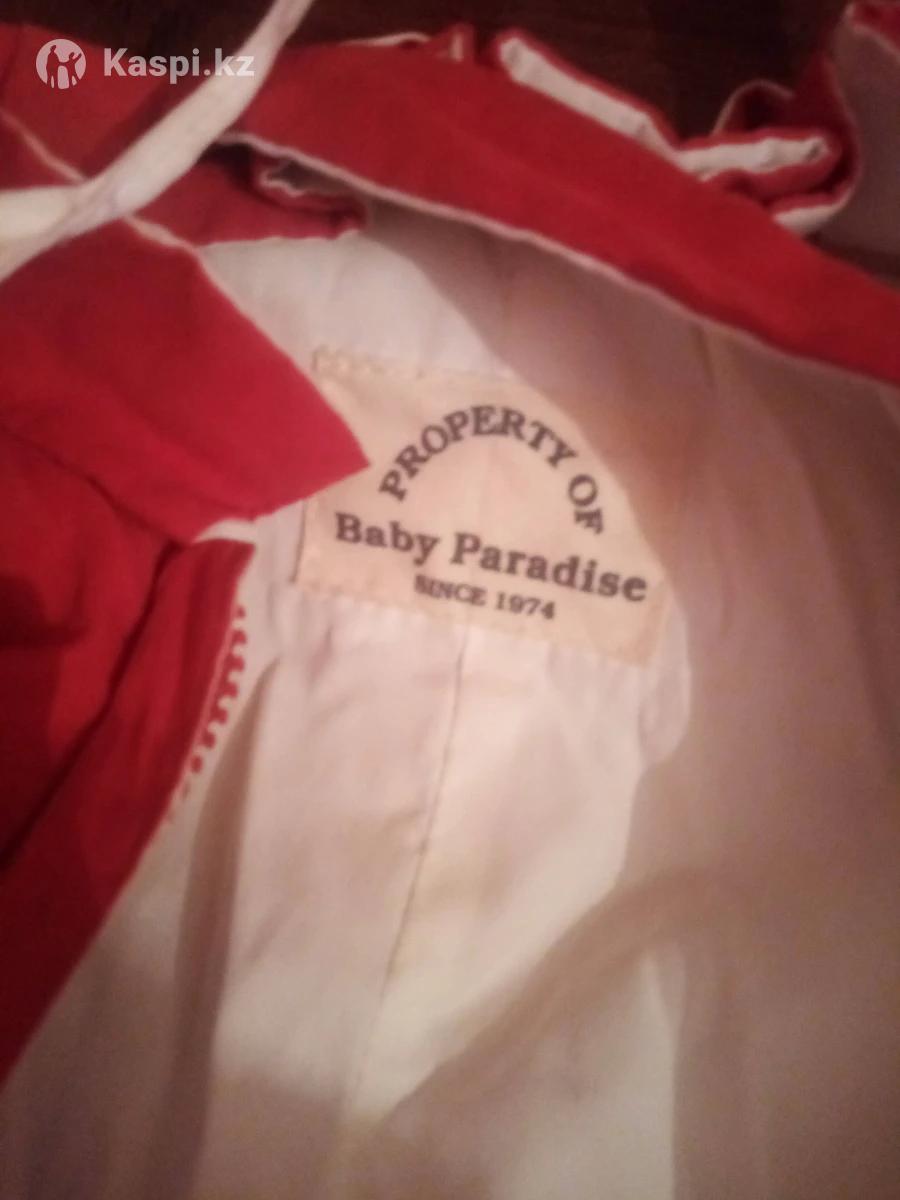 Kaspi.kz
PROPERTY OF
Baby Paradise
SINCE 1974